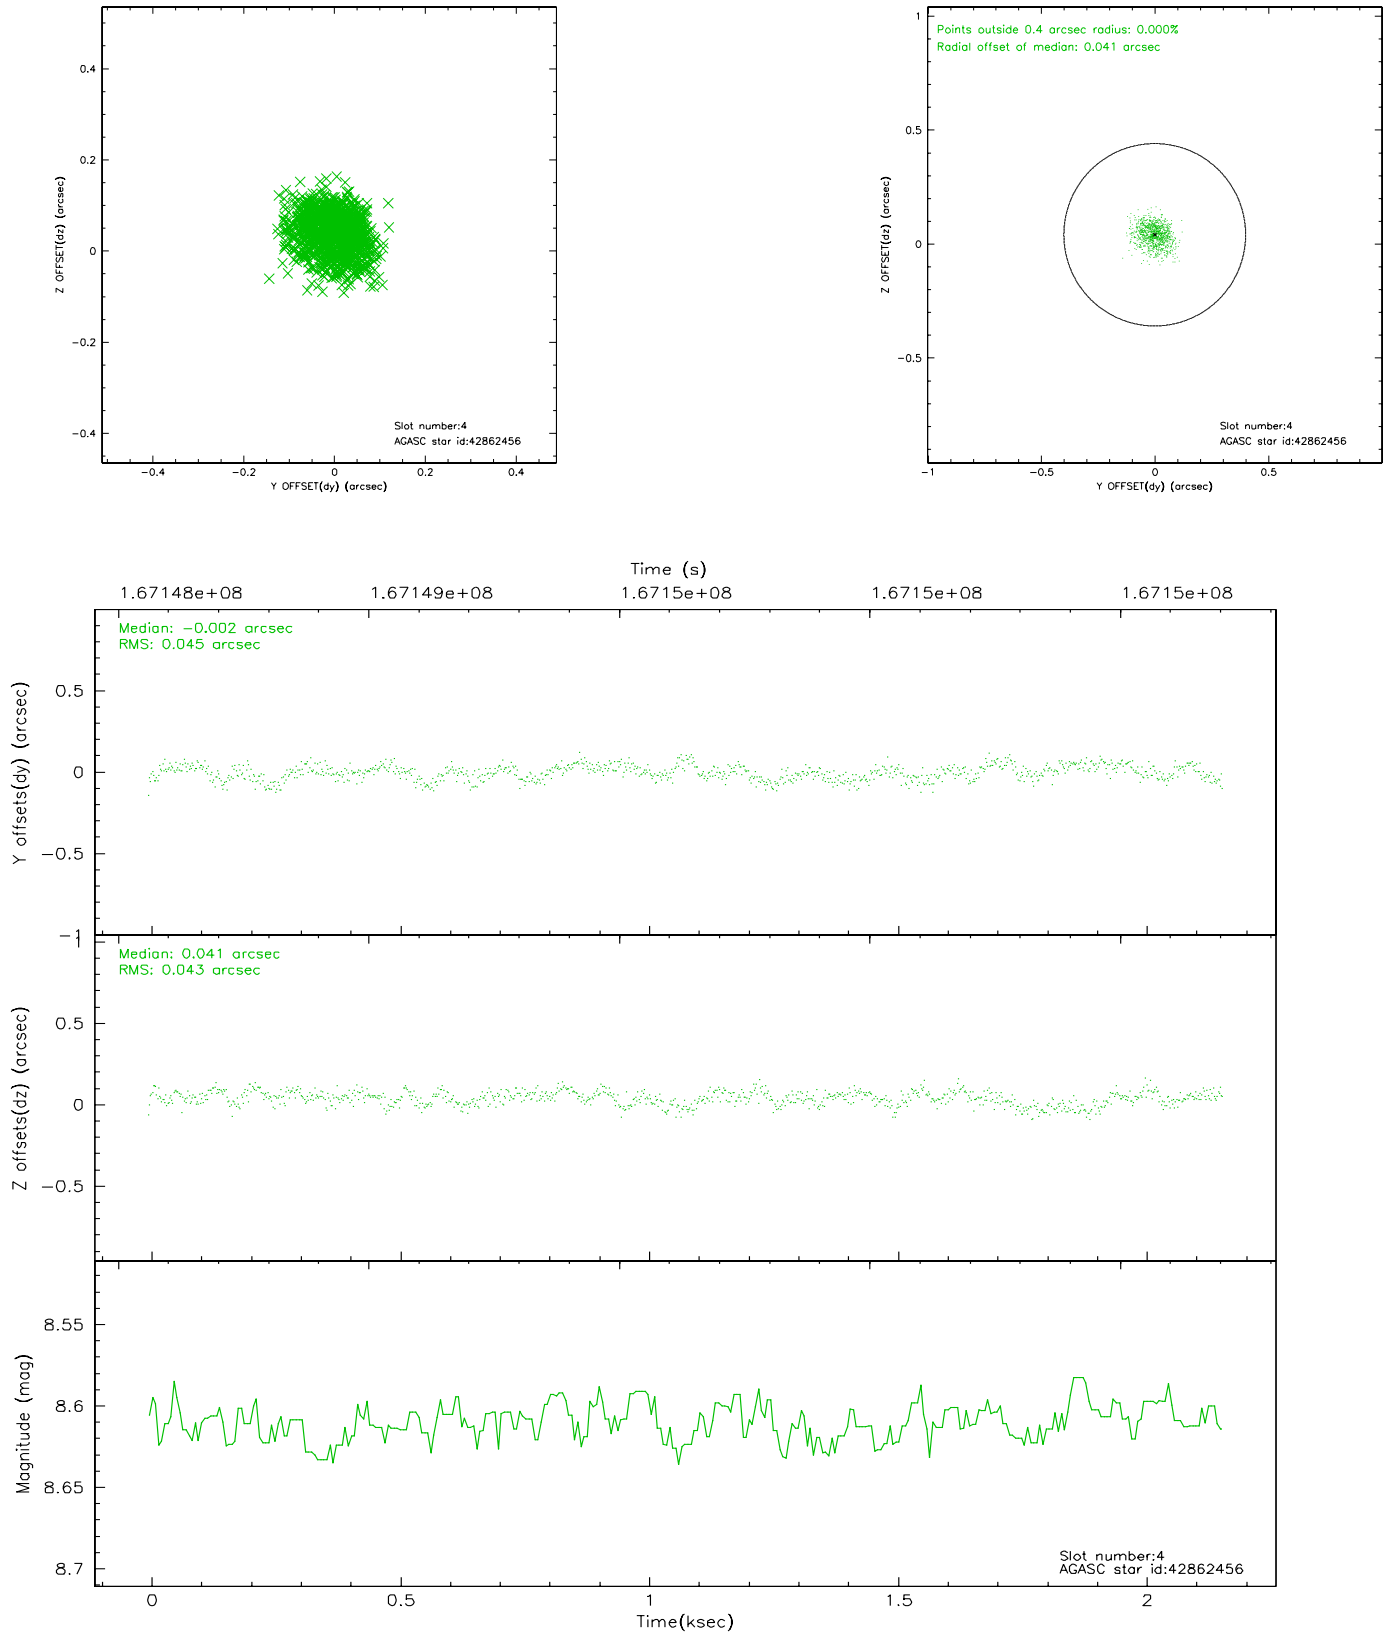 0.4
0.2
0
−0.2
−0.4
Z OFFSET(dz) (arcsec)
−0.4
−0.2
0
0.2
0.4
Y OFFSET(dy) (arcsec)
Slot number:4
AGASC star id:42862456
Points outside 0.4 arcsec radius: 0.000%
Radial offset of median: 0.041 arcsec
1
0.5
0
−0.5
Z OFFSET(dz) (arcsec)
−1
−0.5
0
0.5
Y OFFSET(dy) (arcsec)
Slot number:4
AGASC star id:42862456
Time (s)
1.67148e+08
1.67149e+08
1.6715e+08
1.6715e+08
1.6715e+08
Median: −0.002 arcsec
RMS: 0.045 arcsec
0.5
0
−0.5
−1
Y offsets(dy) (arcsec)
Median: 0.041 arcsec
RMS: 0.043 arcsec
1
0.5
0
−0.5
Z offsets(dz) (arcsec)
8.55
8.6
8.65
8.7
Magnitude (mag)
Slot number:4
AGASC star id:42862456
0
0.5
1
1.5
2
Time(ksec)